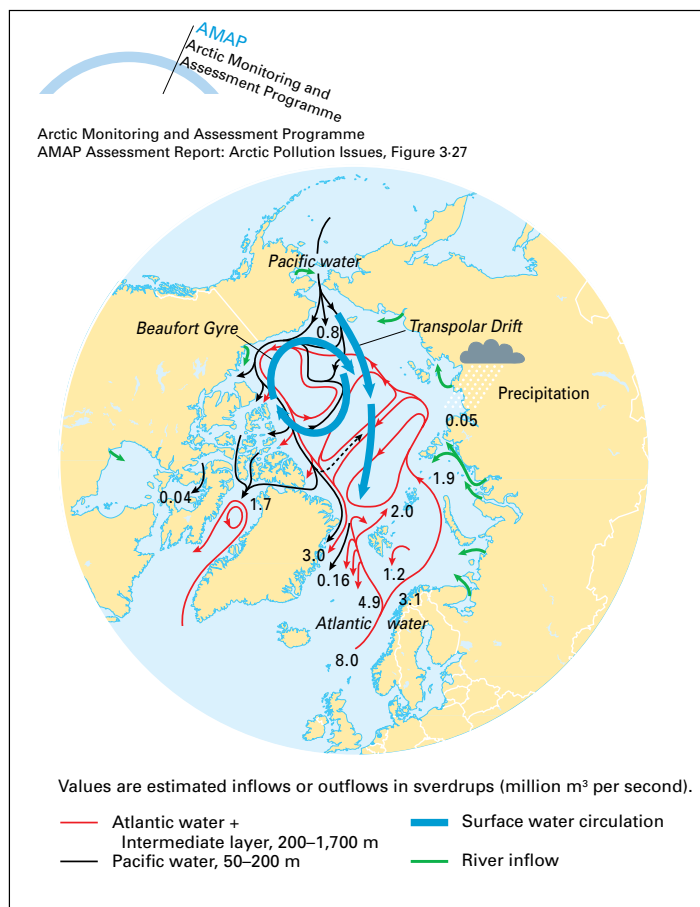 AMAP
Arctic Monitoring and
Assessment Programme
Arctic Monitoring and Assessment Programme
AMAP Assessment Report: Arctic Pollution Issues, Figure 3·27
Pacific water
Beaufort Gyre
0.8
Transpolar Drift
Precipitation
0.05
1.9
0.04
1.7
2.0
3.0
0.16
1.2
4.9
3.1
Atlantic water
8.0
Values are estimated inflows or outflows in sverdrups (million m³ per second).
Atlantic water +
Intermediate layer, 200–1,700 m
Pacific water, 50–200 m
Surface water circulation
River inflow